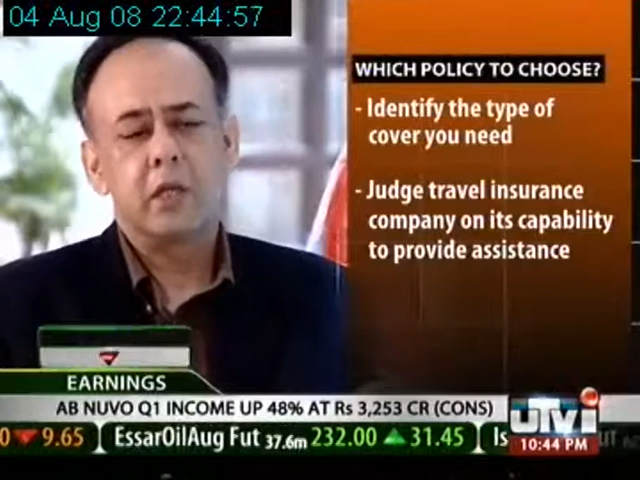 04 Aug 08 22:44:57
WHICH POLICY TO CHOOSE?
- Identify the type of
cover you need
- Judge travel insurance
company on its capability
to provide assistance
EARNINGS
AB NUVO Q1 INCOME UP 48% AT Rs 3,253 CR (CONS)
UTVi
10:44 PM
0 9.65 EssarOilAug Fut 37.6m 232.00 31.45 Is